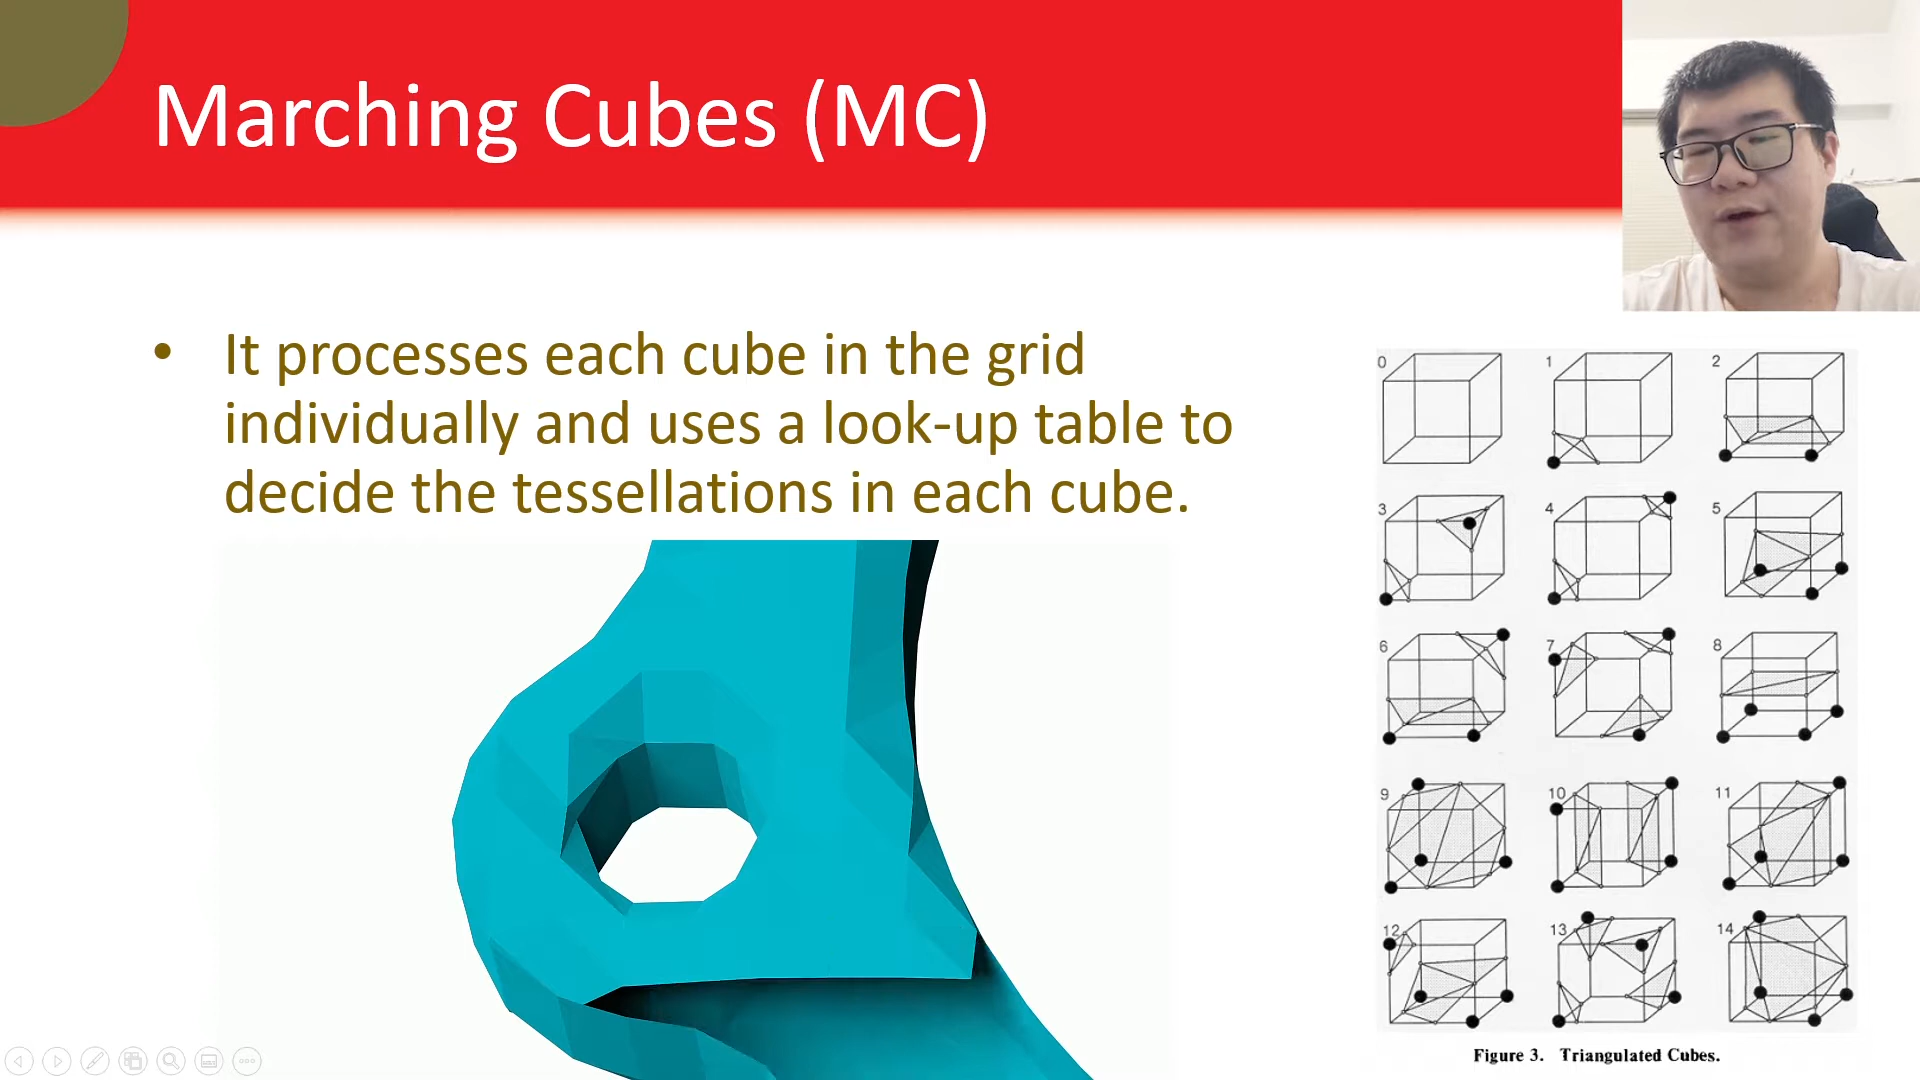 Marching Cubes (MC)
• It processes each cube in the grid
individually and uses a look-up table to
decide the tessellations in each cube.
0 1 2
3 4 5
6 7 8
9 10 11
12 13 14
Figure 3. Triangulated Cubes.